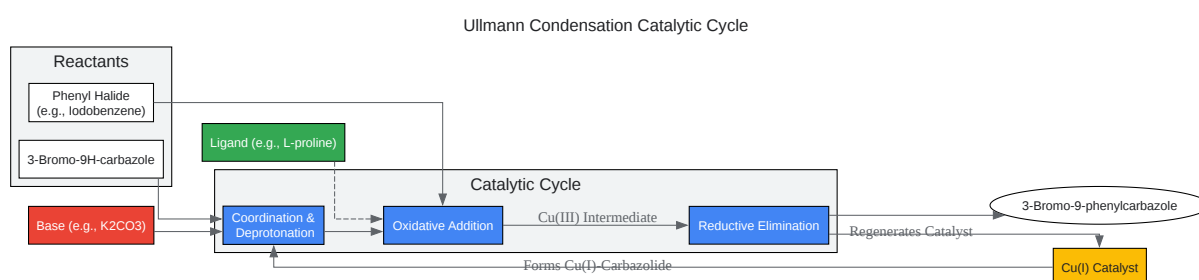 Ullmann Condensation Catalytic Cycle
Reactants
Phenyl Halide
(e.g., Iodobenzene)
3-Bromo-9H-carbazole
Ligand (e.g., L-proline)
Base (e.g., K2CO3)
Catalytic Cycle
Coordination &
Deprotonation
Oxidative Addition
Cu(III) Intermediate
Reductive Elimination
3-Bromo-9-phenylcarbazole
Regenerates Catalyst
Forms Cu(I)-Carbazolide
Cu(I) Catalyst